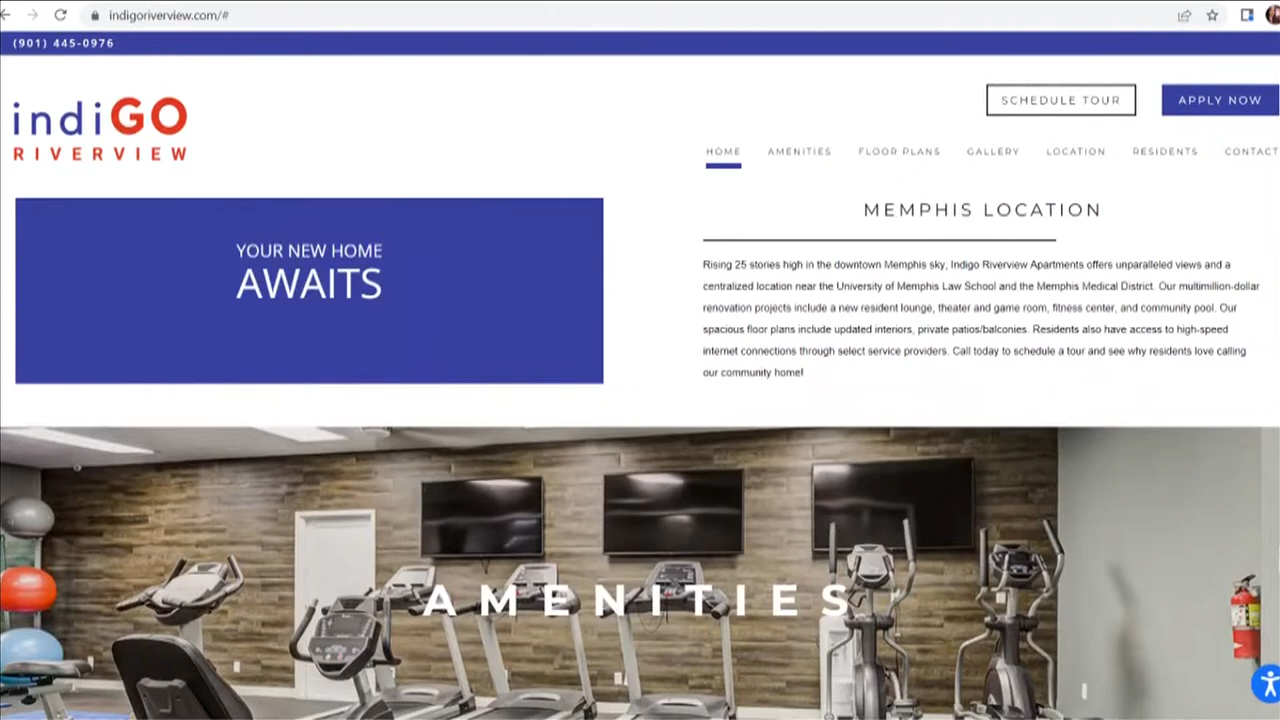 indigoriverview.com/#
(901) 445-0976
indiGO
RIVERVIEW
SCHEDULE TOUR
APPLY NOW
HOME AMENITIES FLOOR PLANS GALLERY LOCATION RESIDENTS CONTACT
YOUR NEW HOME
AWAITS
MEMPHIS LOCATION
Rising 25 stories high in the downtown Memphis sky, Indigo Riverview Apartments offers unparalleled views and a
centralized location near the University of Memphis Law School and the Memphis Medical District. Our multimillion-dollar
renovation projects include a new resident lounge, theater and game room, fitness center, and community pool. Our
spacious floor plans include updated interiors, private patios/balconies. Residents also have access to high-speed
internet connections through select service providers. Call today to schedule a tour and see why residents love calling
our community home!
AMENITIES